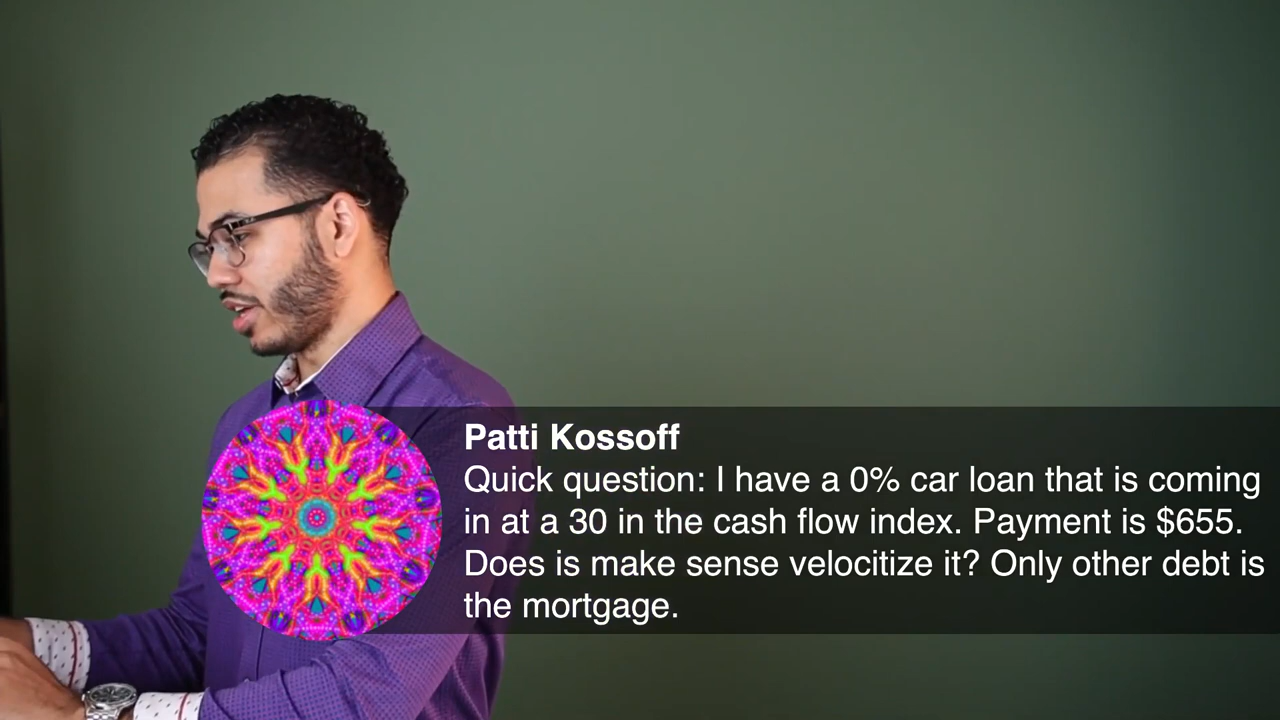 Patti Kossoff
Quick question: I have a 0% car loan that is coming
in at a 30 in the cash flow index. Payment is $655.
Does is make sense velocitize it? Only other debt is
the mortgage.